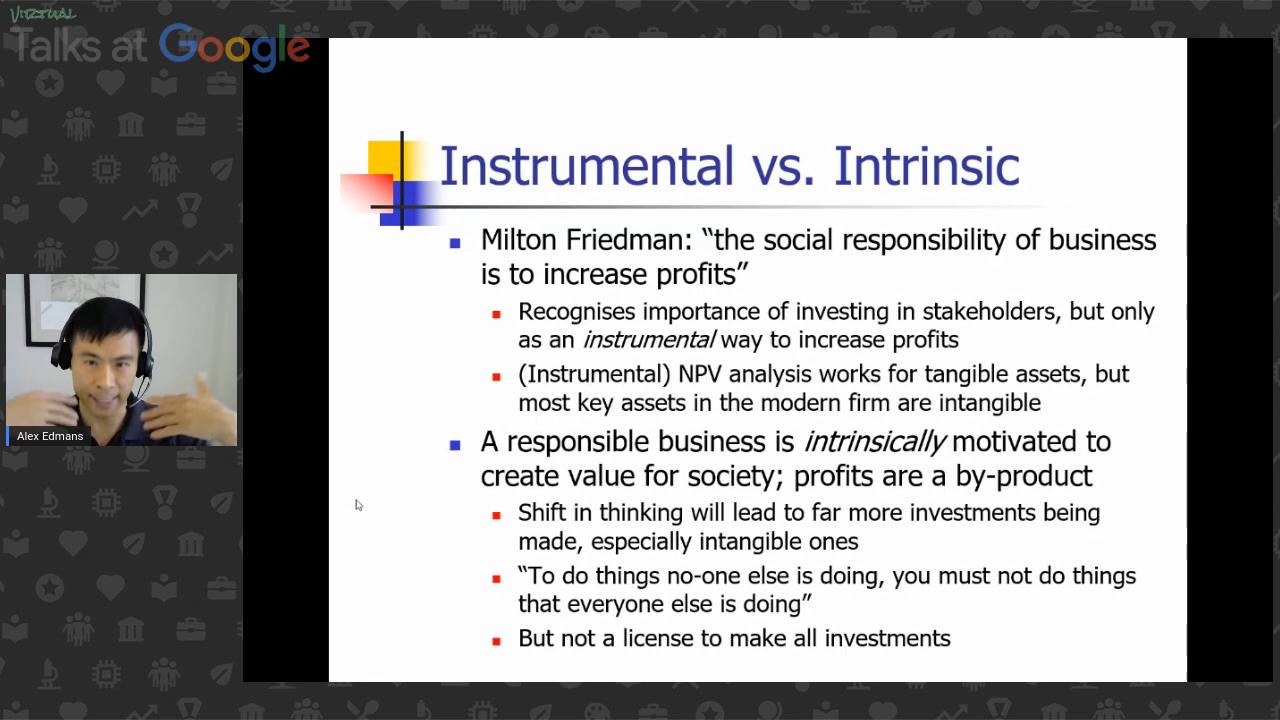 VIRTUAL
Talks at Google
Instrumental vs. Intrinsic
Milton Friedman: “the social responsibility of business
is to increase profits”
Recognises importance of investing in stakeholders, but only
as an instrumental way to increase profits
(Instrumental) NPV analysis works for tangible assets, but
most key assets in the modern firm are intangible
A responsible business is intrinsically motivated to
create value for society; profits are a by-product
Shift in thinking will lead to far more investments being
made, especially intangible ones
“To do things no-one else is doing, you must not do things
that everyone else is doing”
But not a license to make all investments
Alex Edmans